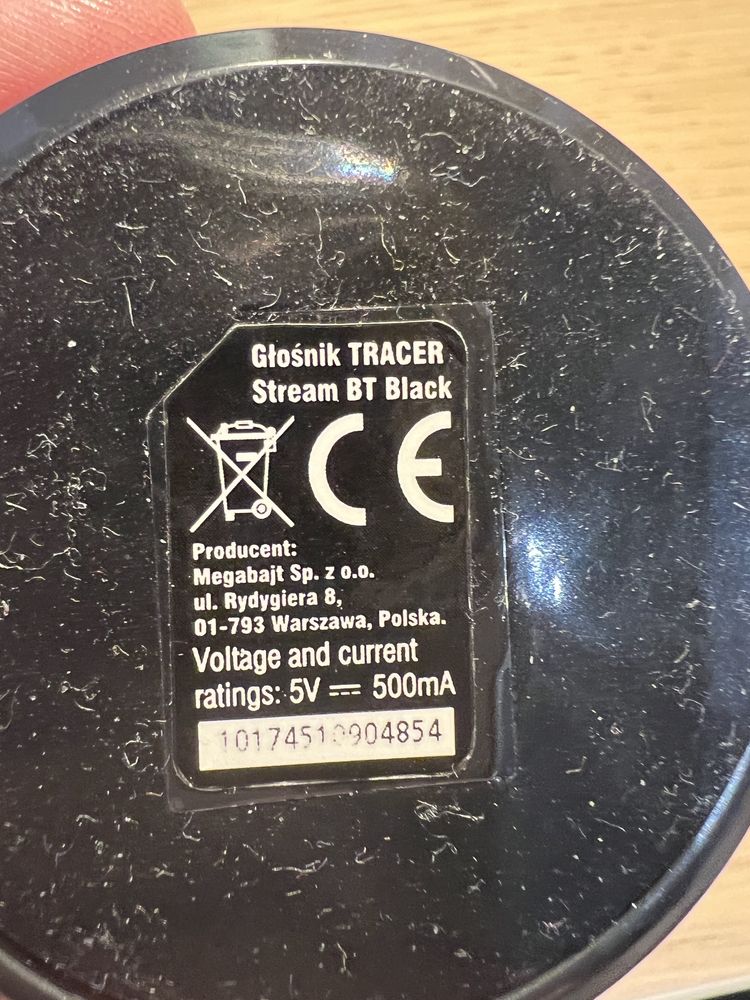 Głośnik TRACER
Stream BT Black
CE
Producent:
Megabajt Sp. z o.o.
ul. Rydygiera 8,
01-793 Warszawa, Polska.
Voltage and current
ratings: 5V ⎓ 500mA